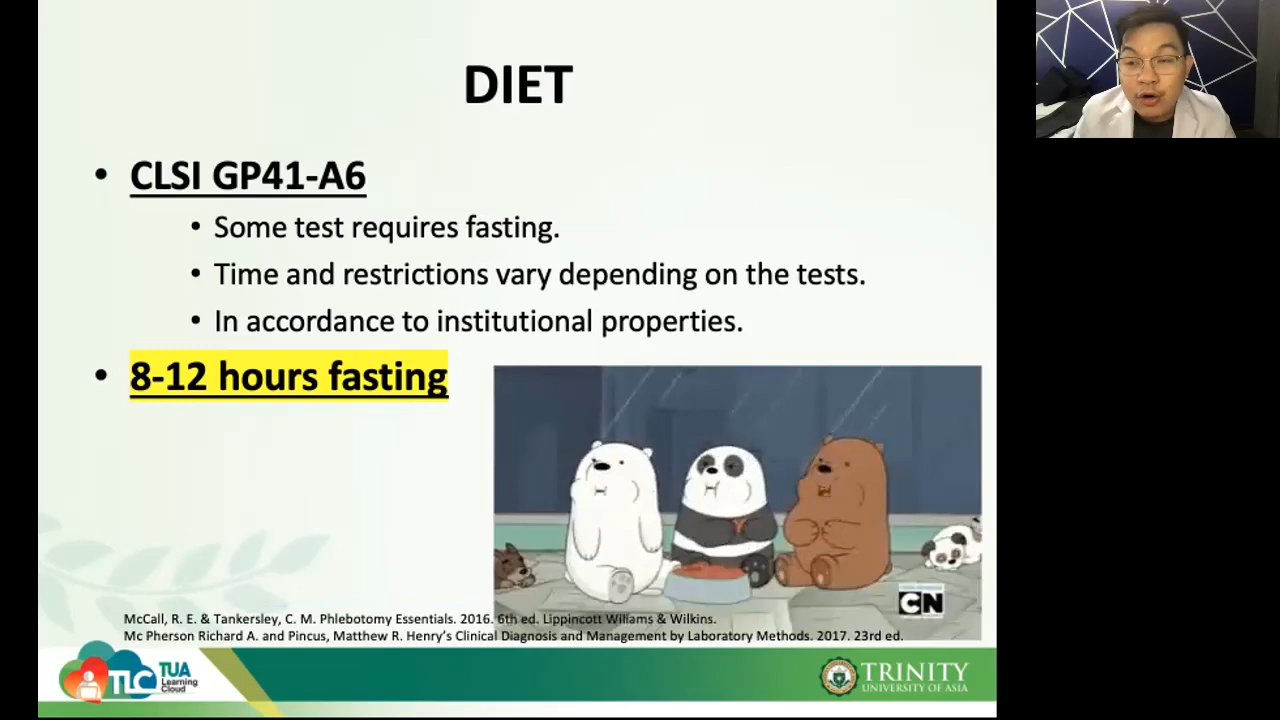 DIET
• CLSI GP41-A6
• Some test requires fasting.
• Time and restrictions vary depending on the tests.
• In accordance to institutional properties.
• 8-12 hours fasting
CN
McCall, R. E. & Tankersley, C. M. Phlebotomy Essentials. 2016. 6th ed. Lippincott Willams & Wilkins.
Mc Pherson Richard A. and Pincus, Matthew R. Henry's Clinical Diagnosis and Management by Laboratory Methods. 2017. 23rd ed.
TLC TUA
Learning
Cloud
TRINITY
UNIVERSITY OF ASIA